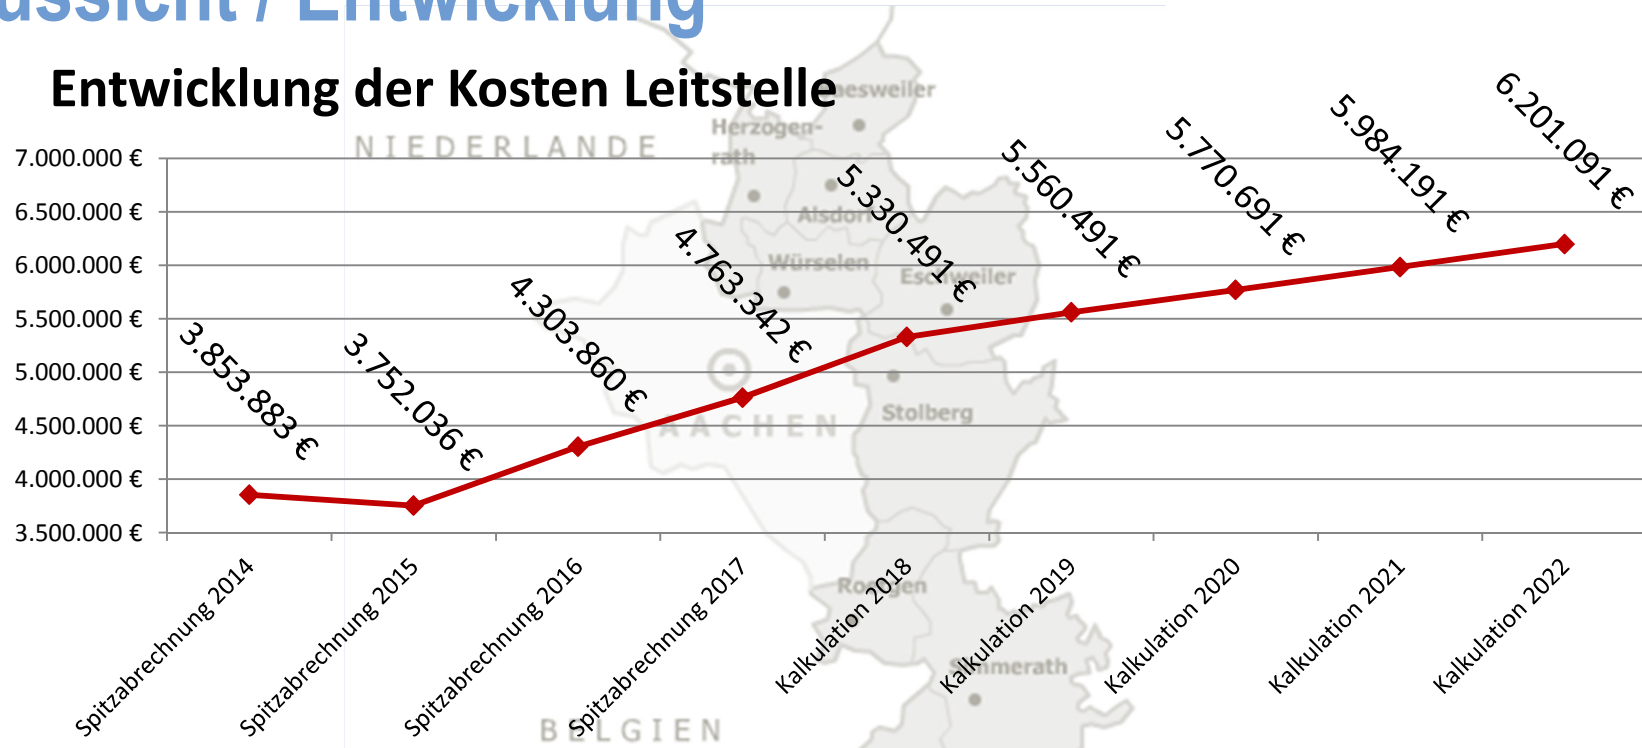 / Entwicklung
Entwicklung der Kosten Leitstelle
NIEDERLANDE
Herzogen-
rath
Alsdorf
Würselen
Eschweiler
AACHEN
Stolberg
BELGIEN
7.000.000 €
6.500.000 €
6.000.000 €
5.500.000 €
5.000.000 €
4.500.000 €
4.000.000 €
3.500.000 €
3.853.883 €
3.752.036 €
4.303.860 €
4.763.342 €
5.330.491 €
5.560.491 €
5.770.691 €
5.984.191 €
6.201.091 €
Spitzabrechnung 2014
Spitzabrechnung 2015
Spitzabrechnung 2016
Spitzabrechnung 2017
Kalkulation 2018
Kalkulation 2019
Kalkulation 2020
Kalkulation 2021
Kalkulation 2022